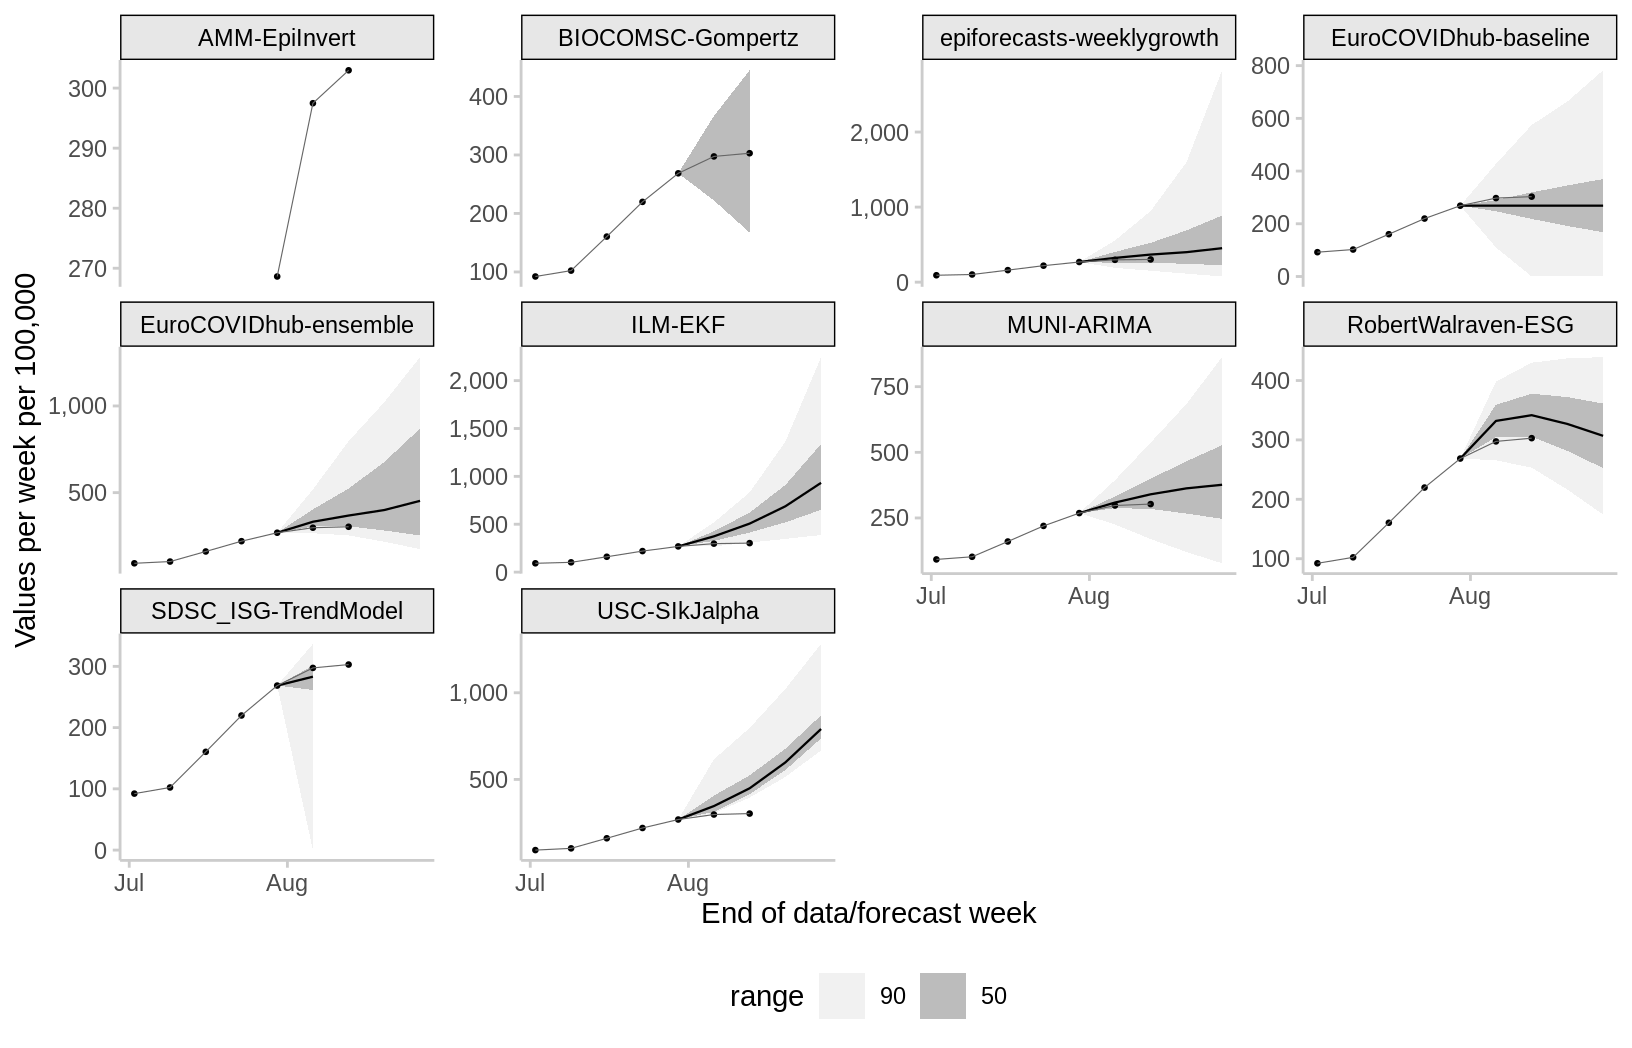 AMM-EpiInvert
BIOCOMSC-Gompertz
epiforecasts-weeklygrowth
EuroCOVIDhub-baseline
300
290
280
270
400
300
200
100
2,000
1,000
0
800
600
400
200
0
EuroCOVIDhub-ensemble
ILM-EKF
MUNI-ARIMA
RobertWalraven-ESG
1,000
500
2,000
1,500
1,000
500
0
750
500
250
400
300
200
100
Jul
Aug
Jul
Aug
SDSC_ISG-TrendModel
USC-SIkJalpha
300
200
100
0
1,000
500
Jul
Aug
Jul
Aug
Values per week per 100,000
End of data/forecast week
range 90 50